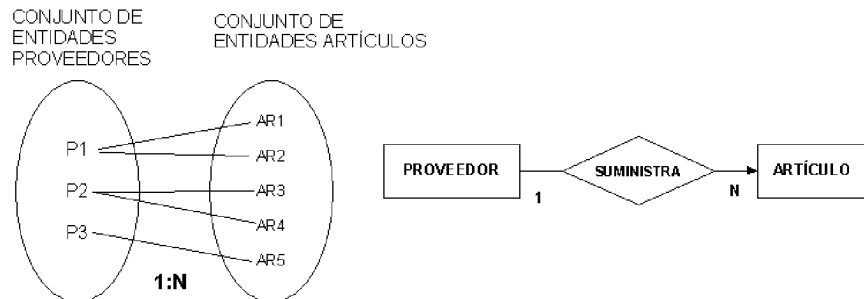 CONJUNTO DE
ENTIDADES
PROVEEDORES
CONJUNTO DE
ENTIDADES ARTÍCULOS
P1
P2
P3
AR1
AR2
AR3
AR4
AR5
1:N
PROVEEDOR
1
SUMINISTRA
N
ARTÍCULO